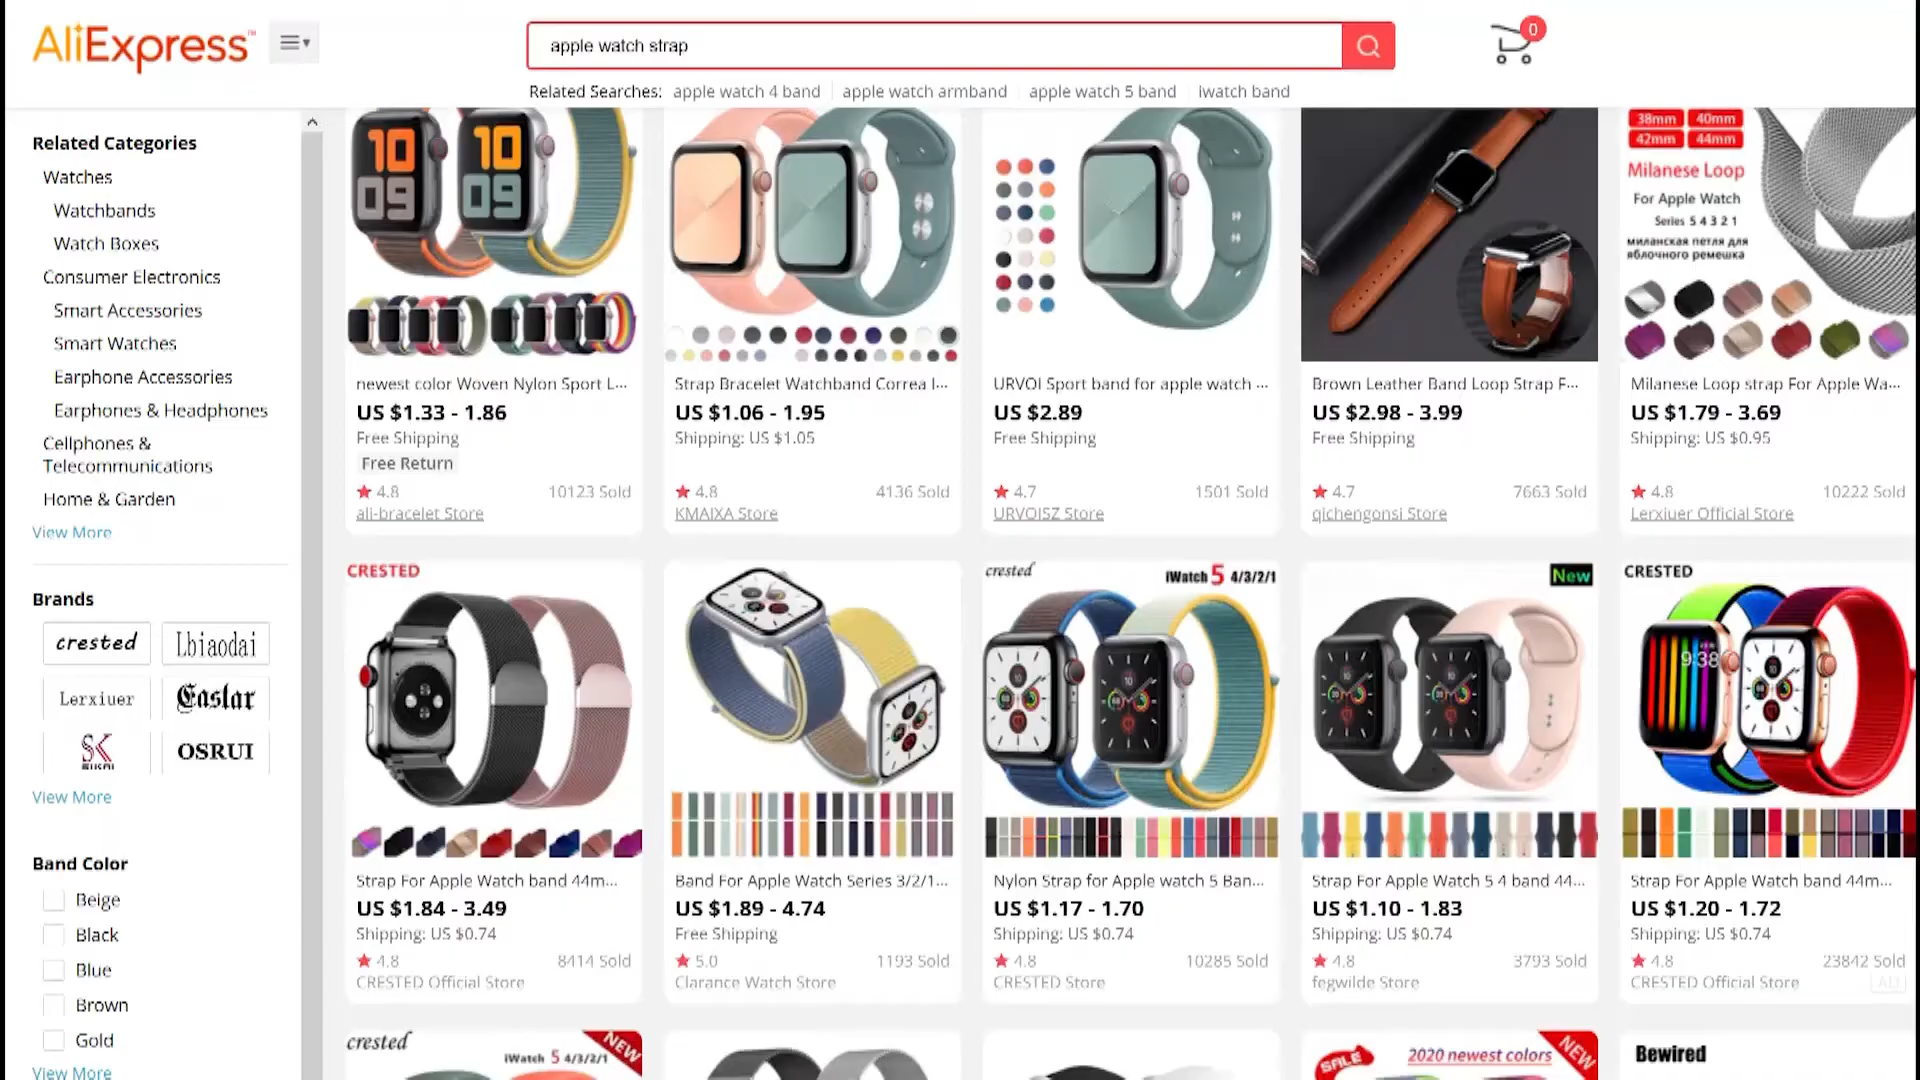 AliExpress™
apple watch strap
0
Related Searches: apple watch 4 band apple watch armband apple watch 5 band iwatch band
Related Categories
Watches
Watchbands
Watch Boxes
Consumer Electronics
Smart Accessories
Smart Watches
Earphone Accessories
Earphones & Headphones
Cellphones &
Telecommunications
Home & Garden
View More
Brands
crested
Lbiaodai
Lerxiuer
Eastar
SK
SIKAI
OSRUI
View More
Band Color
Beige
Black
Blue
Brown
Gold
View More
10
09
10
09
newest color Woven Nylon Sport L...
US $1.33 - 1.86
Free Shipping
Free Return
4.8 10123 Sold
ali-bracelet Store
Strap Bracelet Watchband Correa I...
US $1.06 - 1.95
Shipping: US $1.05
4.8 4136 Sold
KMAIXA Store
URVOI Sport band for apple watch ...
US $2.89
Free Shipping
4.7 1501 Sold
URVOISZ Store
Brown Leather Band Loop Strap F...
US $2.98 - 3.99
Free Shipping
4.7 7663 Sold
qichengonsi Store
38mm 40mm
42mm 44mm
Milanese Loop
For Apple Watch
Series 5 4 3 2 1
миланская петля для
яблочного ремешка
Milanese Loop strap For Apple Wa...
US $1.79 - 3.69
Shipping: US $0.95
4.8 10222 Sold
Lerxiuer Official Store
CRESTED
Strap For Apple Watch band 44m...
US $1.84 - 3.49
Shipping: US $0.74
4.8 8414 Sold
CRESTED Official Store
Band For Apple Watch Series 3/2/1...
US $1.89 - 4.74
Free Shipping
5.0 1193 Sold
Clarance Watch Store
crested
iWatch 5 4/3/2/1
Nylon Strap for Apple watch 5 Ban...
US $1.17 - 1.70
Shipping: US $0.74
4.8 10285 Sold
CRESTED Store
New
Strap For Apple Watch 5 4 band 44...
US $1.10 - 1.83
Shipping: US $0.74
4.8 3793 Sold
fegwilde Store
CRESTED
9:38
Strap For Apple Watch band 44m...
US $1.20 - 1.72
Shipping: US $0.74
4.8 23842 Sold
CRESTED Official Store
AD
crested
iWatch 5 4/3/2/1
NEW
SALE
2020 newest colors
NEW
Bewired